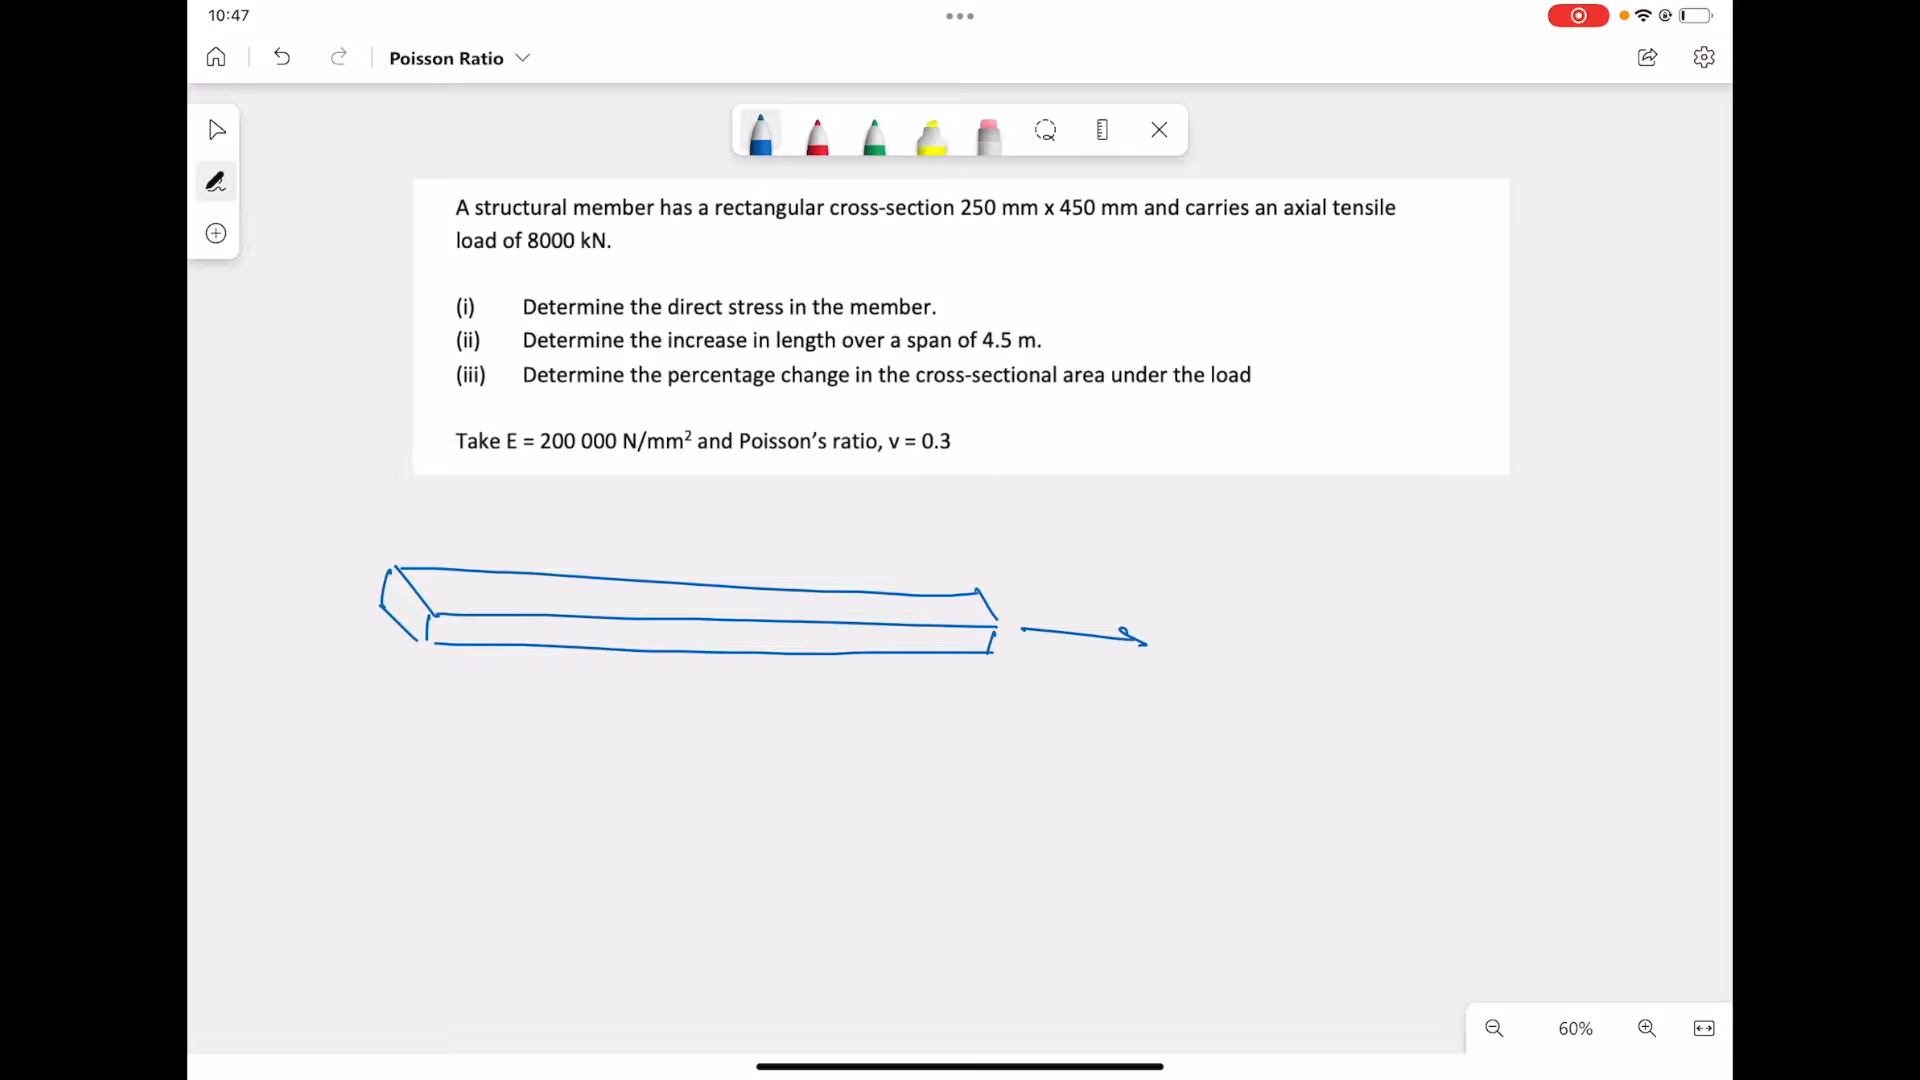 10:47
Poisson Ratio
A structural member has a rectangular cross-section 250 mm x 450 mm and carries an axial tensile
load of 8000 kN.
(i) Determine the direct stress in the member.
(ii) Determine the increase in length over a span of 4.5 m.
(iii) Determine the percentage change in the cross-sectional area under the load
Take E = 200 000 N/mm² and Poisson’s ratio, v = 0.3
60%